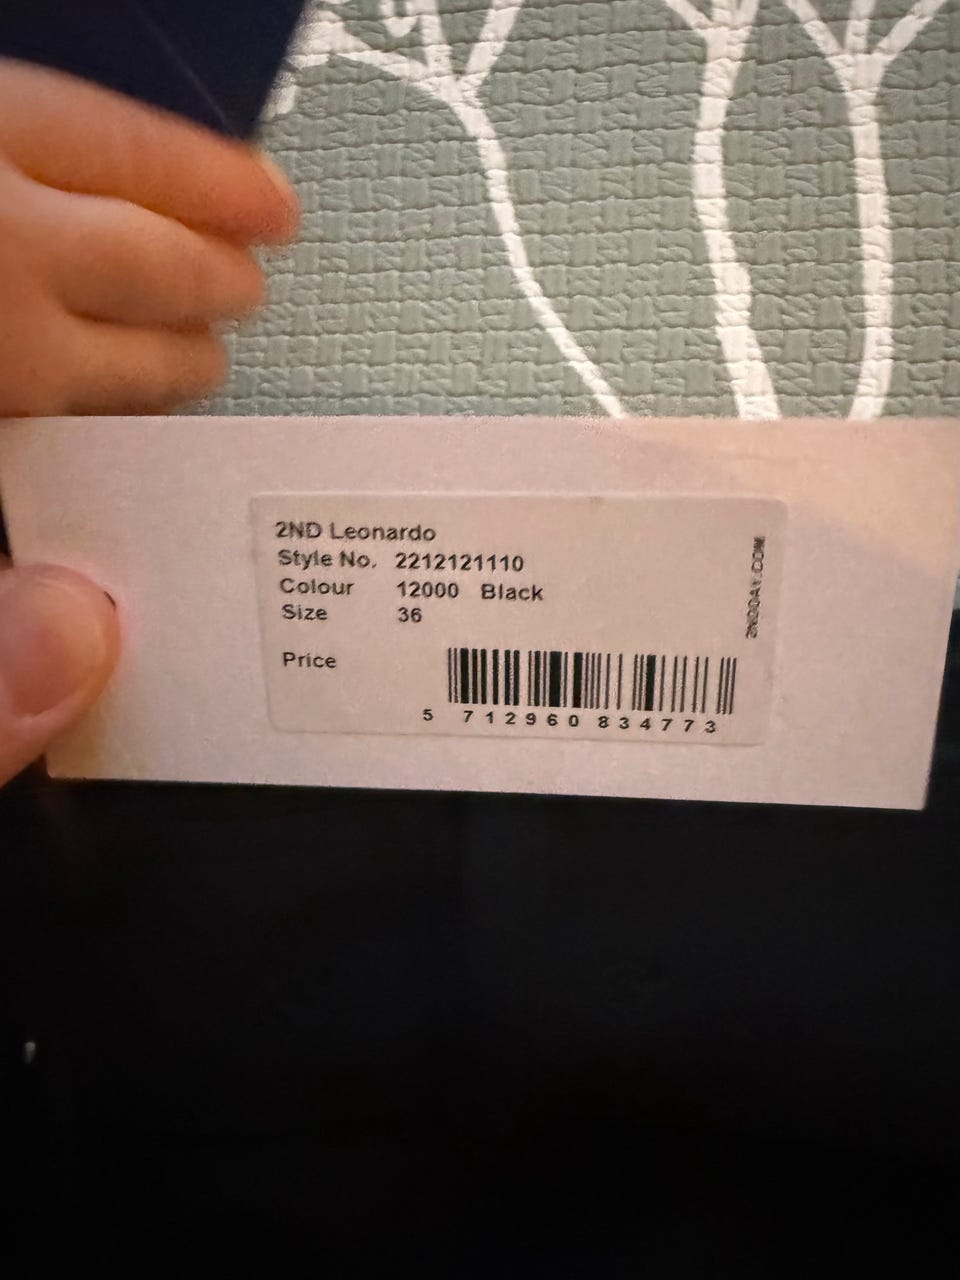 2ND Leonardo
Style No. 2212121110
Colour 12000 Black
Size 36
Price
5 712960 834773
2NDDAY.COM